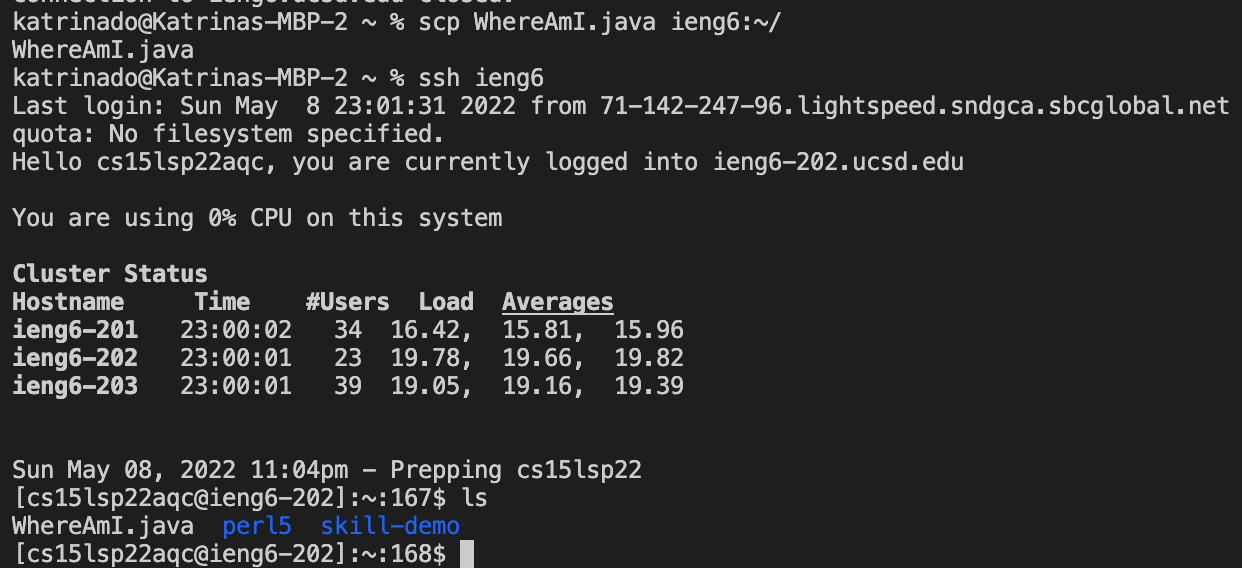 connection to ieng6.ucsd.edu closed.
katrinado@Katrinas-MBP-2 ~ % scp WhereAmI.java ieng6:~/
WhereAmI.java
katrinado@Katrinas-MBP-2 ~ % ssh ieng6
Last login: Sun May  8 23:01:31 2022 from 71-142-247-96.lightspeed.sndgca.sbcglobal.net
quota: No filesystem specified.
Hello cs15lsp22aqc, you are currently logged into ieng6-202.ucsd.edu
You are using 0% CPU on this system
Cluster Status
Hostname     Time    #Users  Load  Averages
ieng6-201   23:00:02   34  16.42,  15.81,  15.96
ieng6-202   23:00:01   23  19.78,  19.66,  19.82
ieng6-203   23:00:01   39  19.05,  19.16,  19.39
Sun May 08, 2022 11:04pm - Prepping cs15lsp22
[cs15lsp22aqc@ieng6-202]:~:167$ ls
WhereAmI.java  perl5  skill-demo
[cs15lsp22aqc@ieng6-202]:~:168$